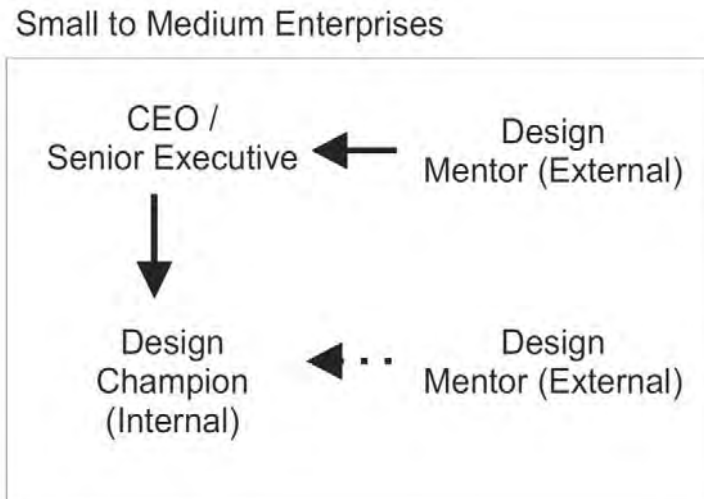 Small to Medium Enterprises
CEO /
Senior Executive
Design
Mentor (External)
Design
Champion
(Internal)
Design
Mentor (External)